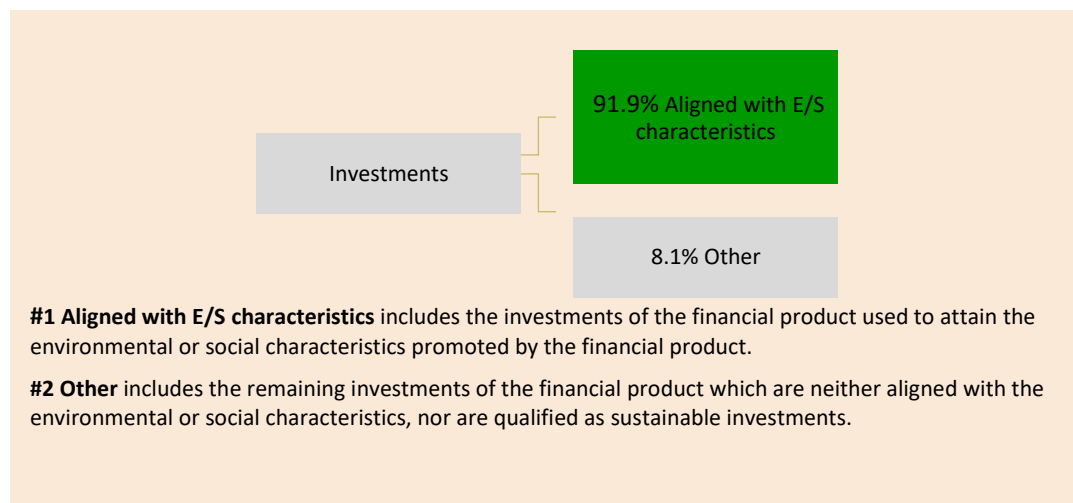 91.9% Aligned with E/S
characteristics
Investments
8.1% Other
#1 Aligned with E/S characteristics includes the investments of the financial product used to attain the
environmental or social characteristics promoted by the financial product.
#2 Other includes the remaining investments of the financial product which are neither aligned with the
environmental or social characteristics, nor are qualified as sustainable investments.